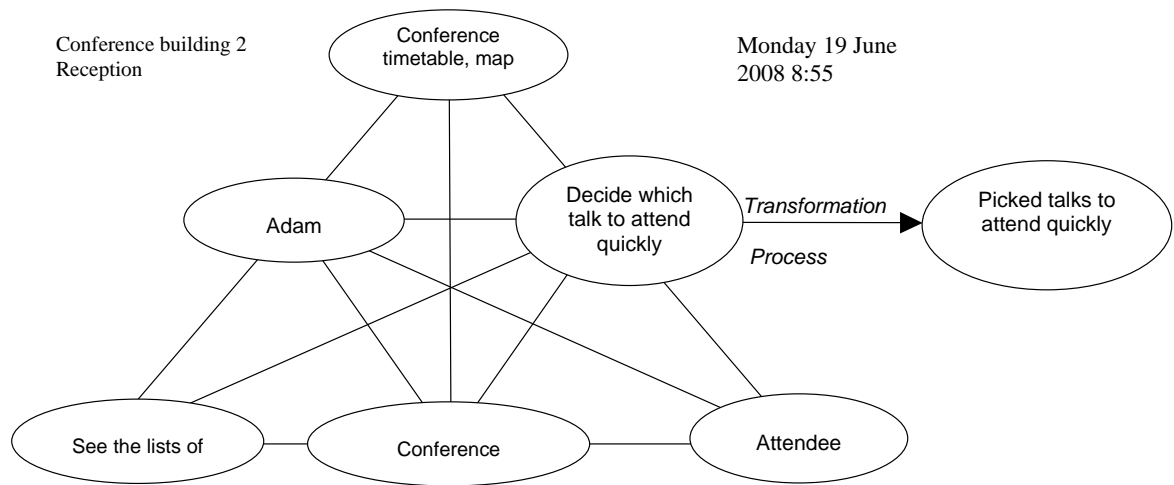 Conference building 2
Reception
Conference
timetable, map
Monday 19 June
2008 8:55
Adam
Decide which
talk to attend
quickly
Transformation
Process
Picked talks to
attend quickly
See the lists of
Conference
Attendee